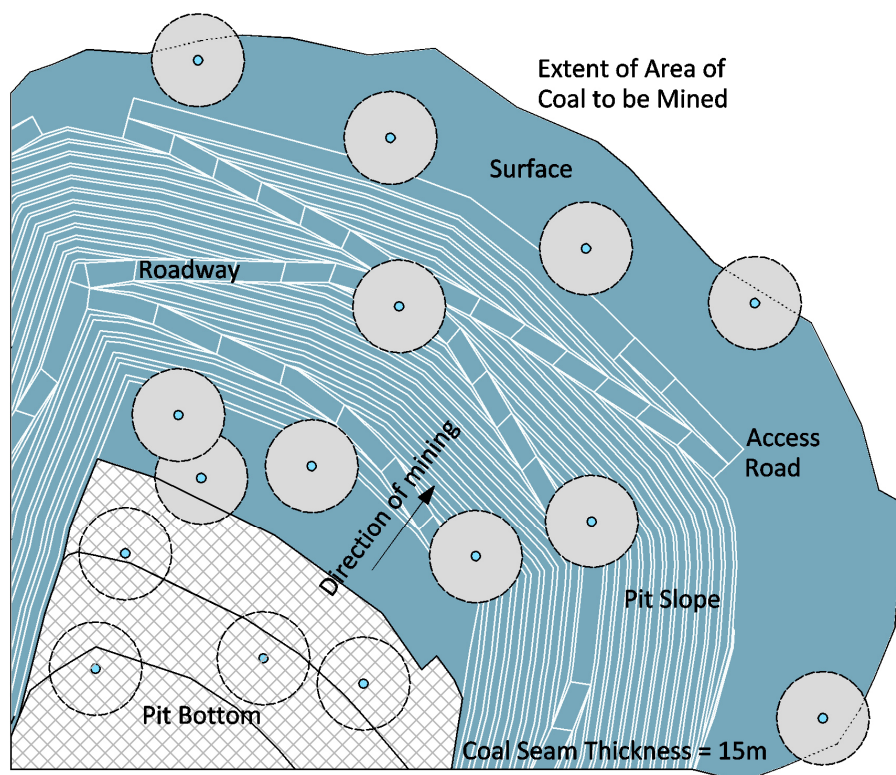 Extent of Area of
Coal to be Mined
Surface
Roadway
Access
Road
Direction of mining
Pit Slope
Pit Bottom
Coal Seam Thickness = 15m